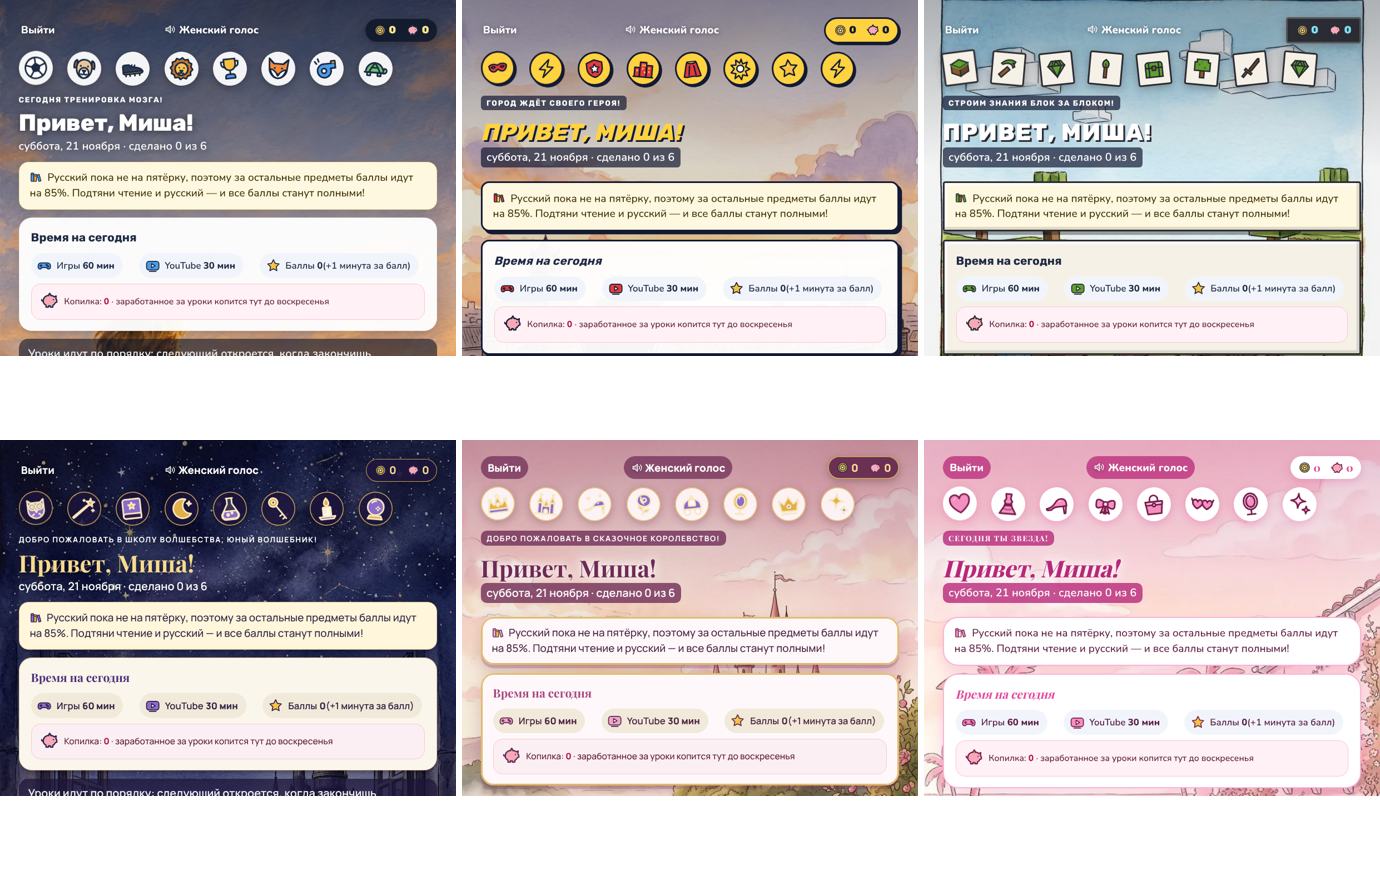 Выйти
Женский голос
0 0
СЕГОДНЯ ТРЕНИРОВКА МОЗГА!
Привет, Миша!
суббота, 21 ноября · сделано 0 из 6
Русский пока не на пятёрку, поэтому за остальные предметы баллы идут
на 85%. Подтяни чтение и русский — и все баллы станут полными!
Время на сегодня
Игры 60 мин
YouTube 30 мин
Баллы 0(+1 минута за балл)
Копилка: 0 · заработанное за уроки копится тут до воскресенья
Уроки идут по порядку: следующий откроется, когда закончишь
Выйти
Женский голос
0 0
ГОРОД ЖДЁТ СВОЕГО ГЕРОЯ!
ПРИВЕТ, МИША!
суббота, 21 ноября · сделано 0 из 6
Русский пока не на пятёрку, поэтому за остальные предметы баллы идут
на 85%. Подтяни чтение и русский — и все баллы станут полными!
Время на сегодня
Игры 60 мин
YouTube 30 мин
Баллы 0(+1 минута за балл)
Копилка: 0 · заработанное за уроки копится тут до воскресенья
Выйти
Женский голос
0 0
СТРОИМ ЗНАНИЯ БЛОК ЗА БЛОКОМ!
ПРИВЕТ, МИША!
суббота, 21 ноября · сделано 0 из 6
Русский пока не на пятёрку, поэтому за остальные предметы баллы идут
на 85%. Подтяни чтение и русский — и все баллы станут полными!
Время на сегодня
Игры 60 мин
YouTube 30 мин
Баллы 0(+1 минута за балл)
Копилка: 0 · заработанное за уроки копится тут до воскресенья
Выйти
Женский голос
0 0
ДОБРО ПОЖАЛОВАТЬ В ШКОЛУ ВОЛШЕБСТВА, ЮНЫЙ ВОЛШЕБНИК!
Привет, Миша!
суббота, 21 ноября · сделано 0 из 6
Русский пока не на пятёрку, поэтому за остальные предметы баллы идут
на 85%. Подтяни чтение и русский — и все баллы станут полными!
Время на сегодня
Игры 60 мин
YouTube 30 мин
Баллы 0(+1 минута за балл)
Копилка: 0 · заработанное за уроки копится тут до воскресенья
Уроки идут по порядку: следующий откроется, когда закончишь
Выйти
Женский голос
0 0
ДОБРО ПОЖАЛОВАТЬ В СКАЗОЧНОЕ КОРОЛЕВСТВО!
Привет, Миша!
суббота, 21 ноября · сделано 0 из 6
Русский пока не на пятёрку, поэтому за остальные предметы баллы идут
на 85%. Подтяни чтение и русский — и все баллы станут полными!
Время на сегодня
Игры 60 мин
YouTube 30 мин
Баллы 0(+1 минута за балл)
Копилка: 0 · заработанное за уроки копится тут до воскресенья
Выйти
Женский голос
0 0
СЕГОДНЯ ТЫ ЗВЕЗДА!
Привет, Миша!
суббота, 21 ноября · сделано 0 из 6
Русский пока не на пятёрку, поэтому за остальные предметы баллы идут
на 85%. Подтяни чтение и русский — и все баллы станут полными!
Время на сегодня
Игры 60 мин
YouTube 30 мин
Баллы 0(+1 минута за балл)
Копилка: 0 · заработанное за уроки копится тут до воскресенья